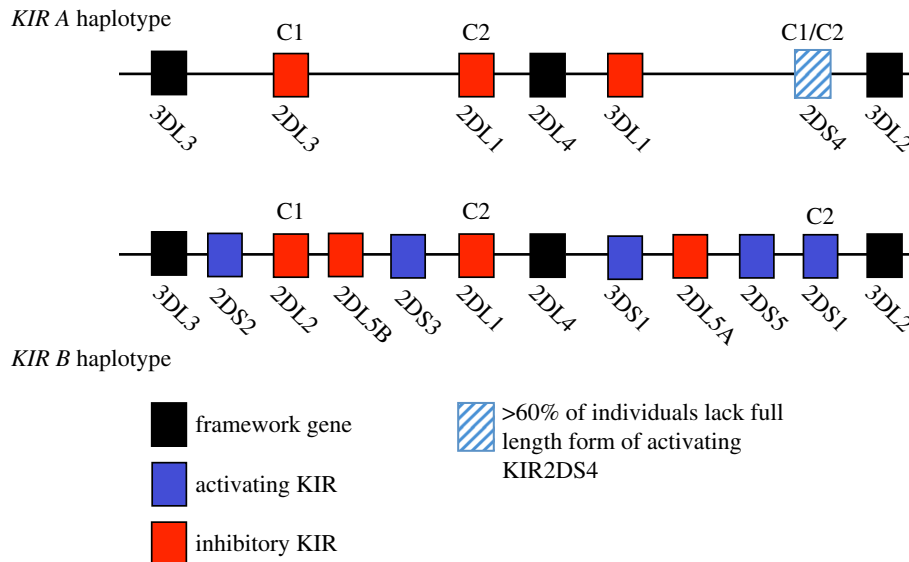 KIR A haplotype
C1 C2 C1/C2
3DL3 2DL3 2DL1 2DL4 3DL1 2DS4 3DL2
C1 C2 C2
3DL3 2DS2 2DL2 2DL5B 2DS3 2DL1 2DL4 3DS1 2DL5A 2DS5 2DS1 3DL2
KIR B haplotype
framework gene
activating KIR
inhibitory KIR
>60% of individuals lack full
length form of activating
KIR2DS4